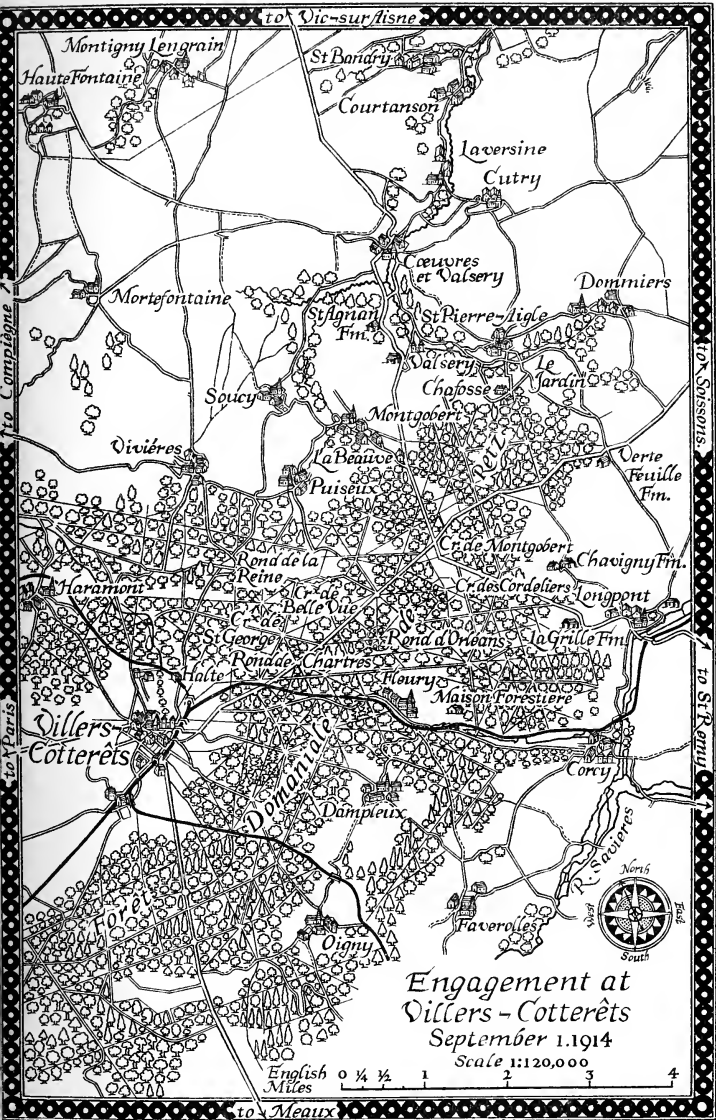 to Vic-sur-Aisne
Montigny Lengrain
St Bandry
Haute Fontaine
Courtanson
Laversine
Cutry
Cœuvres
et Valsery
Dommiers
Mortefontaine
St Agnan
Fm.
St Pierre-Aigle
to Compiègne
to Soissons
Valsery
Le
Jardin
Chafosse
Soucy
Montgobert
Retz
Viviéres
La Beauve
Verte
Feuille
Fm.
Puiseux
Cr. de Montgobert
Rond de la
Reine
Chavigny Fm.
Haramont
Cr. de
Belle Vue
Cr. des Cordeliers
Longpont
de
Cr. de
St George
Rond d'Orleans
La Grille Fm.
Rond de Chartres
Halte
Fleury
Maison Forestiere
to Paris
to St Remy
Villers-
Cotterêts
Corcy
Domaniale
Dampleux
R. Savieres
Forêt
Faverolles
Oigny
North
West
East
South
Engagement at
Villers - Cotterêts
September 1.1914
Scale 1:120,000
English
Miles
0 ¼ ½ 1 2 3 4
to Meaux